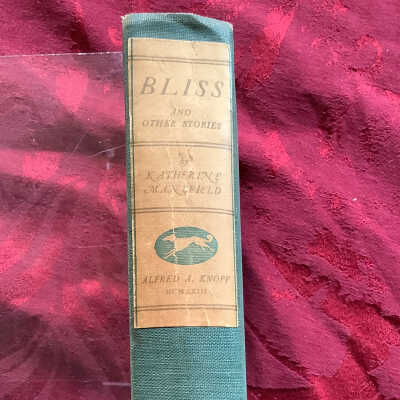 BLISS
AND
OTHER STORIES
by
KATHERINE
MANSFIELD
ALFRED A. KNOPF
MCMXXIII